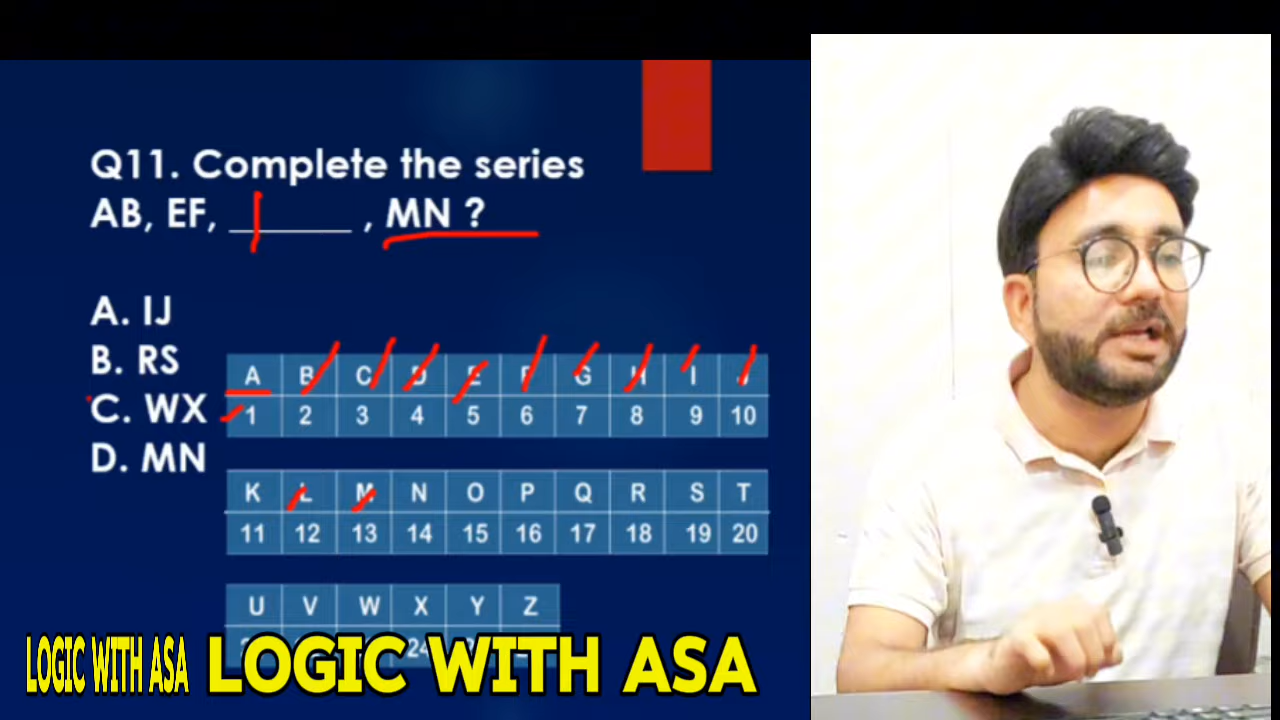 Q11. Complete the series
AB, EF, ______ , MN ?
A. IJ
B. RS
C. WX
D. MN
A B C D E F G H I J
1 2 3 4 5 6 7 8 9 10
K L M N O P Q R S T
11 12 13 14 15 16 17 18 19 20
U V W X Y Z
24
LOGIC WITH ASA LOGIC WITH ASA